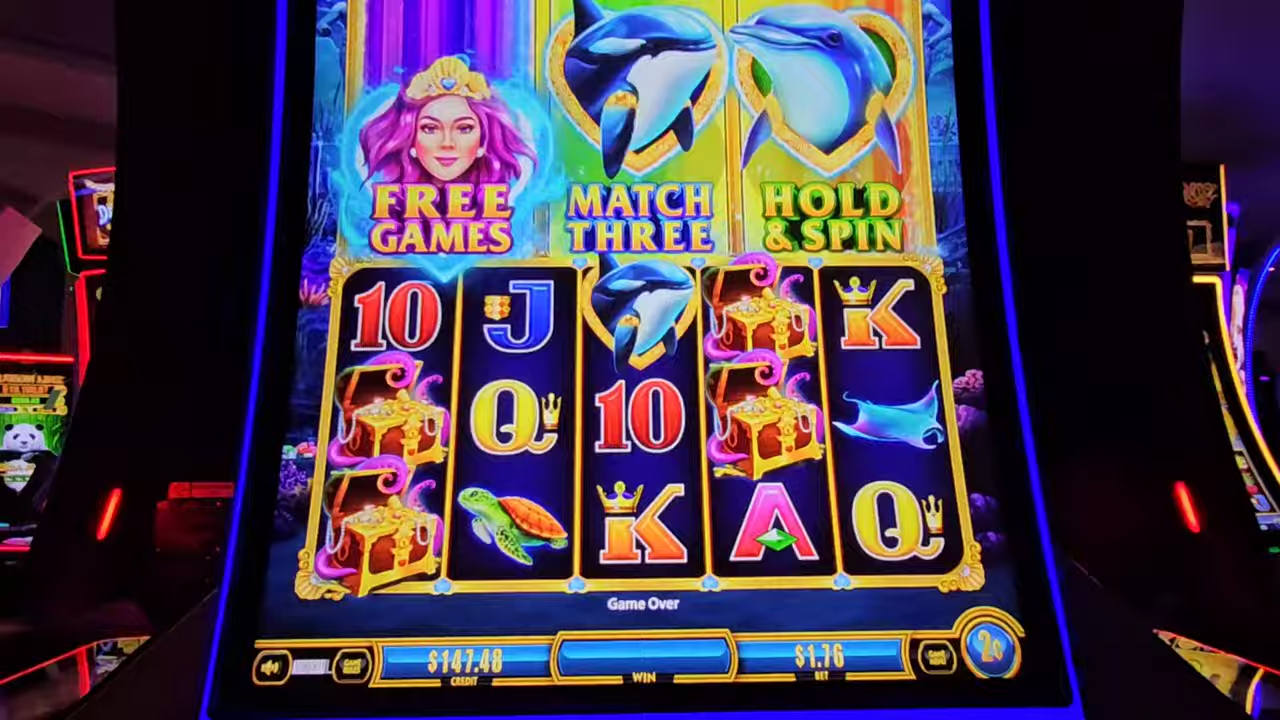 FREE
GAMES
MATCH
THREE
HOLD
& SPIN
10
J
K
Q
10
K
A
Q
Game Over
$147.48
CREDIT
WIN
$1.76
BET
2¢